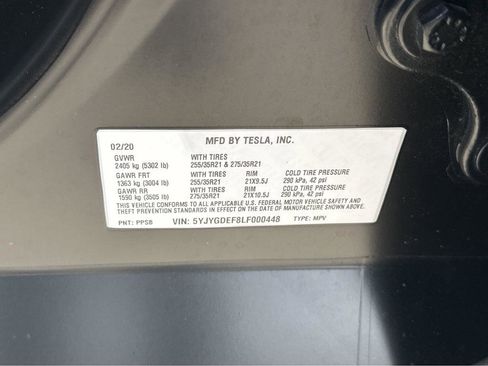 MFD BY TESLA, INC.
02/20
GVWR WITH TIRES
2405 kg (5302 lb) 255/35R21 & 275/35R21
GAWR FRT WITH TIRES RIM COLD TIRE PRESSURE
1363 kg (3004 lb) 255/35R21 21X9.5J 290 kPa, 42 psi
GAWR RR WITH TIRES RIM COLD TIRE PRESSURE
1590 kg (3505 lb) 275/35R21 21X10.5J 290 kPa, 42 psi
THIS VEHICLE CONFORMS TO ALL APPLICABLE U.S. FEDERAL MOTOR VEHICLE SAFETY AND
THEFT PREVENTION STANDARDS IN EFFECT ON THE DATE OF MANUFACTURE SHOWN ABOVE.
PNT: PPSB VIN: 5YJYGDEF8LF000448 TYPE: MPV